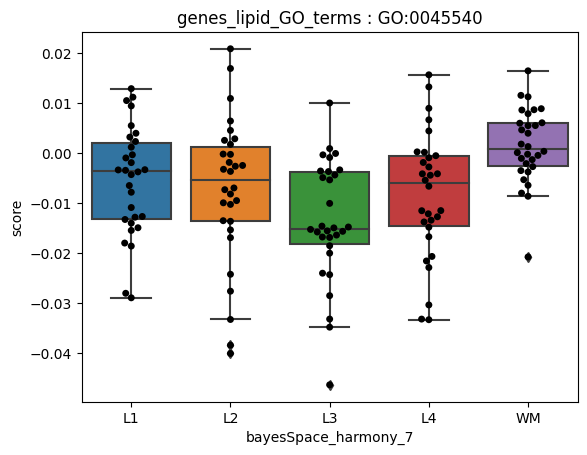 genes_lipid_GO_terms : GO:0045540
0.02
0.01
0.00
−0.01
−0.02
−0.03
−0.04
score
L1 L2 L3 L4 WM
bayesSpace_harmony_7